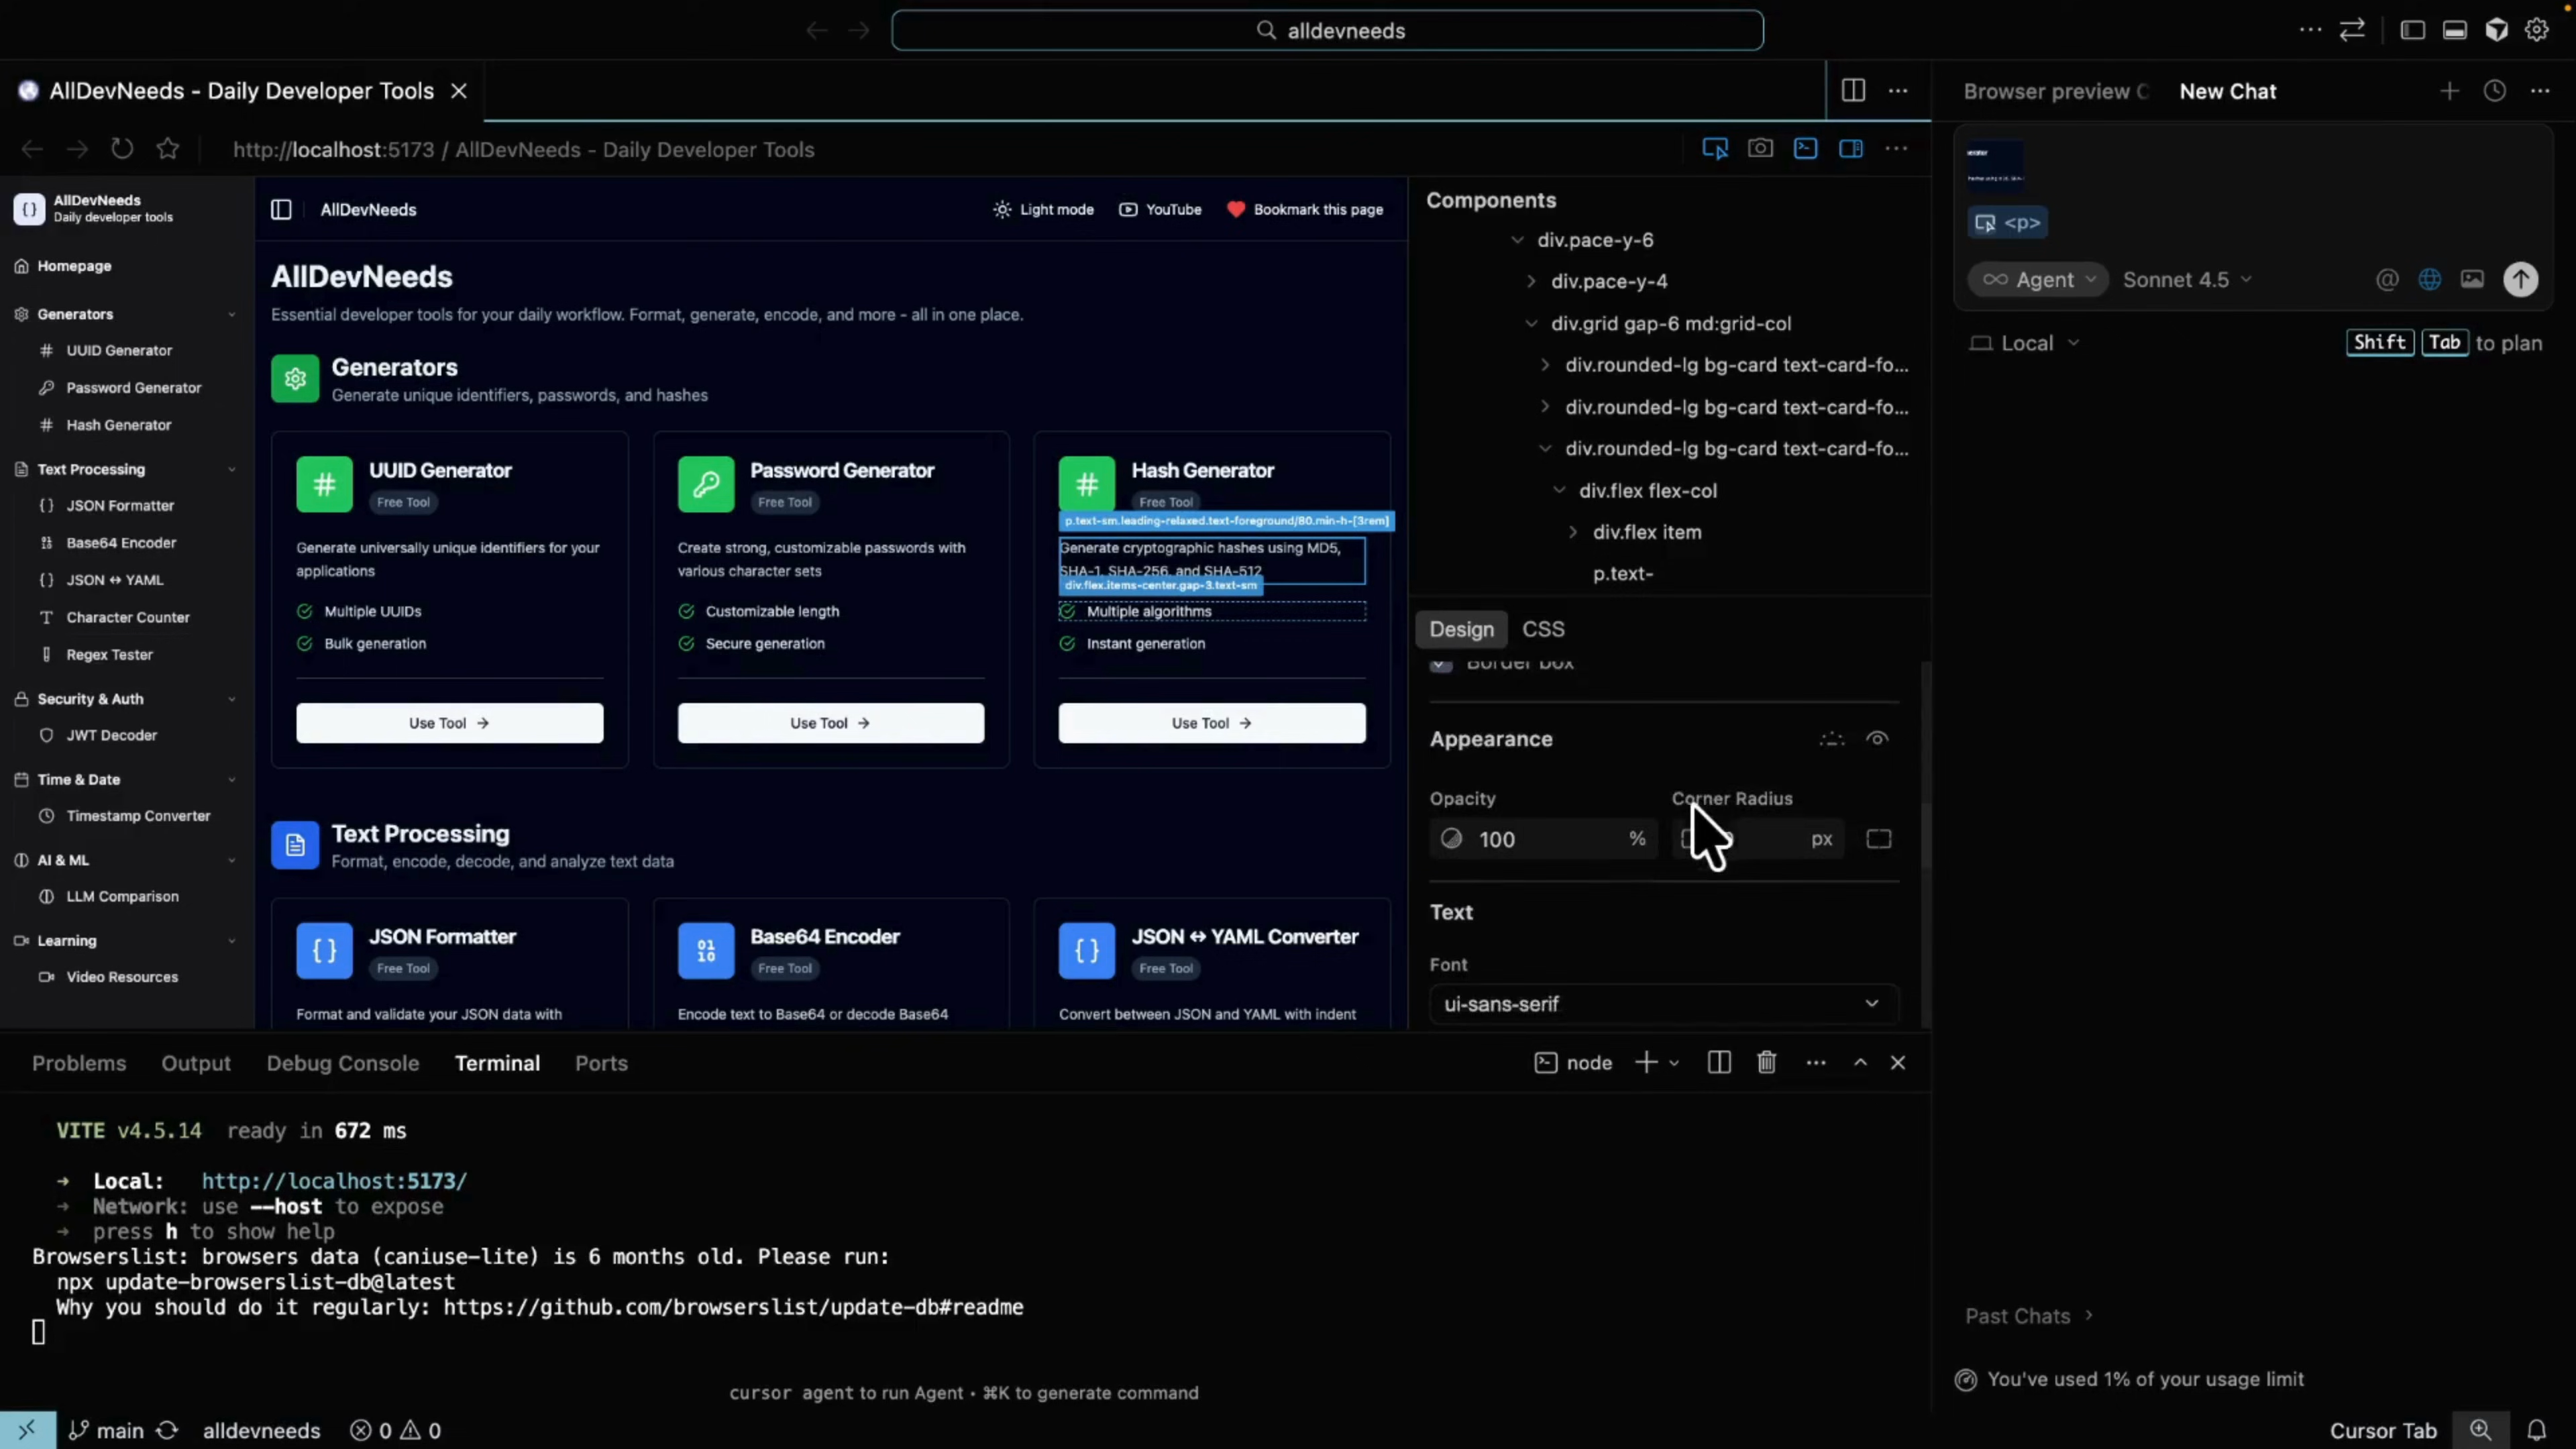 alldevneeds
AllDevNeeds - Daily Developer Tools
Browser preview C
New Chat
http://localhost:5173 / AllDevNeeds - Daily Developer Tools
AllDevNeeds
Daily developer tools
Homepage
Generators
UUID Generator
Password Generator
Hash Generator
Text Processing
JSON Formatter
Base64 Encoder
JSON ↔ YAML
Character Counter
Regex Tester
Security & Auth
JWT Decoder
Time & Date
Timestamp Converter
AI & ML
LLM Comparison
Learning
Video Resources
AllDevNeeds
Light mode
YouTube
Bookmark this page
AllDevNeeds
Essential developer tools for your daily workflow. Format, generate, encode, and more - all in one place.
Generators
Generate unique identifiers, passwords, and hashes
UUID Generator
Free Tool
Generate universally unique identifiers for your
applications
Multiple UUIDs
Bulk generation
Use Tool →
Password Generator
Free Tool
Create strong, customizable passwords with
various character sets
Customizable length
Secure generation
Use Tool →
Hash Generator
Free Tool
p.text-sm.leading-relaxed.text-foreground/80.min-h-[3rem]
Generate cryptographic hashes using MD5,
SHA-1, SHA-256, and SHA-512
div.flex.items-center.gap-3.text-sm
Multiple algorithms
Instant generation
Use Tool →
Text Processing
Format, encode, decode, and analyze text data
JSON Formatter
Free Tool
Format and validate your JSON data with
Base64 Encoder
Free Tool
Encode text to Base64 or decode Base64
JSON ↔ YAML Converter
Free Tool
Convert between JSON and YAML with indent
Components
div.pace-y-6
div.pace-y-4
div.grid gap-6 md:grid-col
div.rounded-lg bg-card text-card-fo...
div.rounded-lg bg-card text-card-fo...
div.rounded-lg bg-card text-card-fo...
div.flex flex-col
div.flex item
p.text-
Design
CSS
Border box
Appearance
Opacity
Corner Radius
100 %
px
Text
Font
ui-sans-serif
<p>
Agent
Sonnet 4.5
Local
Shift Tab to plan
Past Chats
You've used 1% of your usage limit
Problems
Output
Debug Console
Terminal
Ports
node
VITE v4.5.14 ready in 672 ms
➜ Local: http://localhost:5173/
➜ Network: use --host to expose
➜ press h to show help
Browserslist: browsers data (caniuse-lite) is 6 months old. Please run:
npx update-browserslist-db@latest
Why you should do it regularly: https://github.com/browserslist/update-db#readme
cursor agent to run Agent • ⌘K to generate command
main
alldevneeds
0
0
Cursor Tab